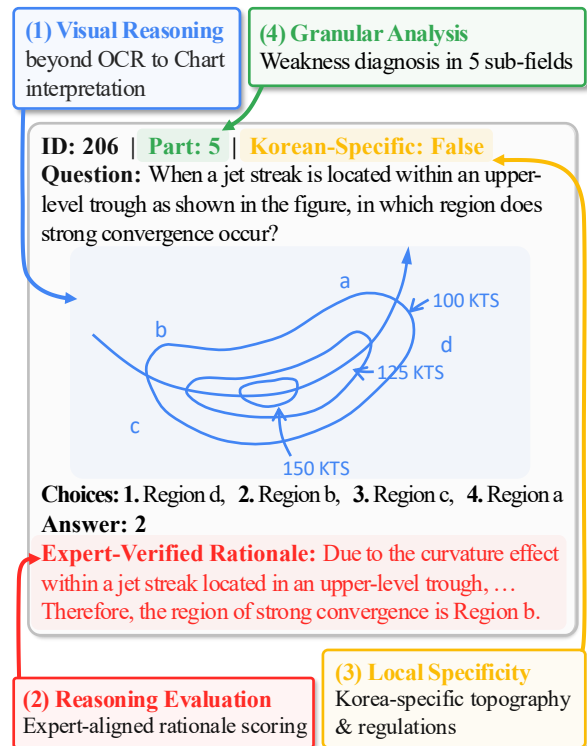 (1) Visual Reasoning
beyond OCR to Chart
interpretation
(4) Granular Analysis
Weakness diagnosis in 5 sub-fields
ID: 206 | Part: 5 | Korean-Specific: False
Question: When a jet streak is located within an upper-
level trough as shown in the figure, in which region does
strong convergence occur?
a
100 KTS
b
d
125 KTS
c
150 KTS
Choices: 1. Region d, 2. Region b, 3. Region c, 4. Region a
Answer: 2
Expert-Verified Rationale: Due to the curvature effect
within a jet streak located in an upper-level trough, …
Therefore, the region of strong convergence is Region b.
(2) Reasoning Evaluation
Expert-aligned rationale scoring
(3) Local Specificity
Korea-specific topography
& regulations